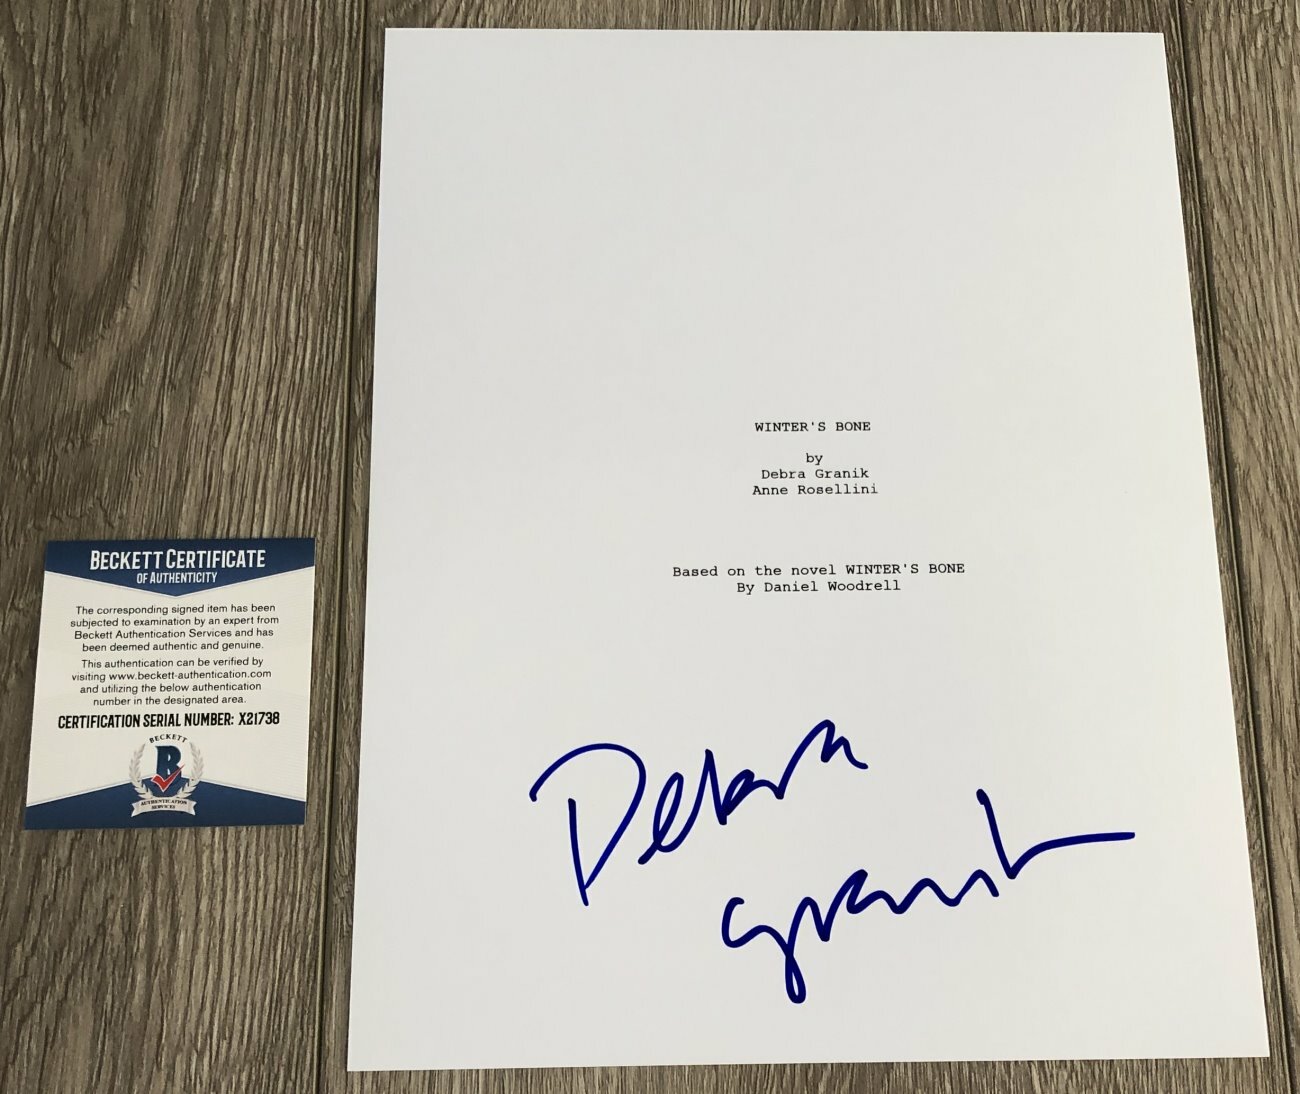 BECKETT CERTIFICATE
OF AUTHENTICITY
The corresponding signed item has been
subjected to examination by an expert from
Beckett Authentication Services and has
been deemed authentic and genuine.
This authentication can be verified by
visiting www.beckett-authentication.com
and utilizing the below authentication
number in the designated area.
CERTIFICATION SERIAL NUMBER: X21738
BECKETT
B
AUTHENTICATION
SERVICES
WINTER'S BONE
by
Debra Granik
Anne Rosellini
Based on the novel WINTER'S BONE
By Daniel Woodrell
Debra
Granik